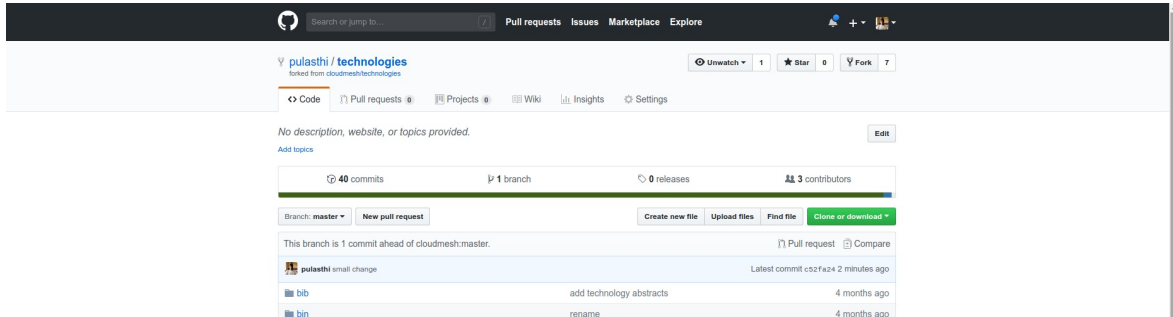 Search or jump to... / Pull requests Issues Marketplace Explore
pulasthi / technologies Unwatch 1 Star 0 Fork 7
forked from cloudmesh/technologies
Code Pull requests 0 Projects 0 Wiki Insights Settings
No description, website, or topics provided. Edit
Add topics
40 commits 1 branch 0 releases 3 contributors
Branch: master New pull request Create new file Upload files Find file Clone or download
This branch is 1 commit ahead of cloudmesh:master. Pull request Compare
pulasthi small change Latest commit c52fa24 2 minutes ago
bib add technology abstracts 4 months ago
bin rename 4 months ago